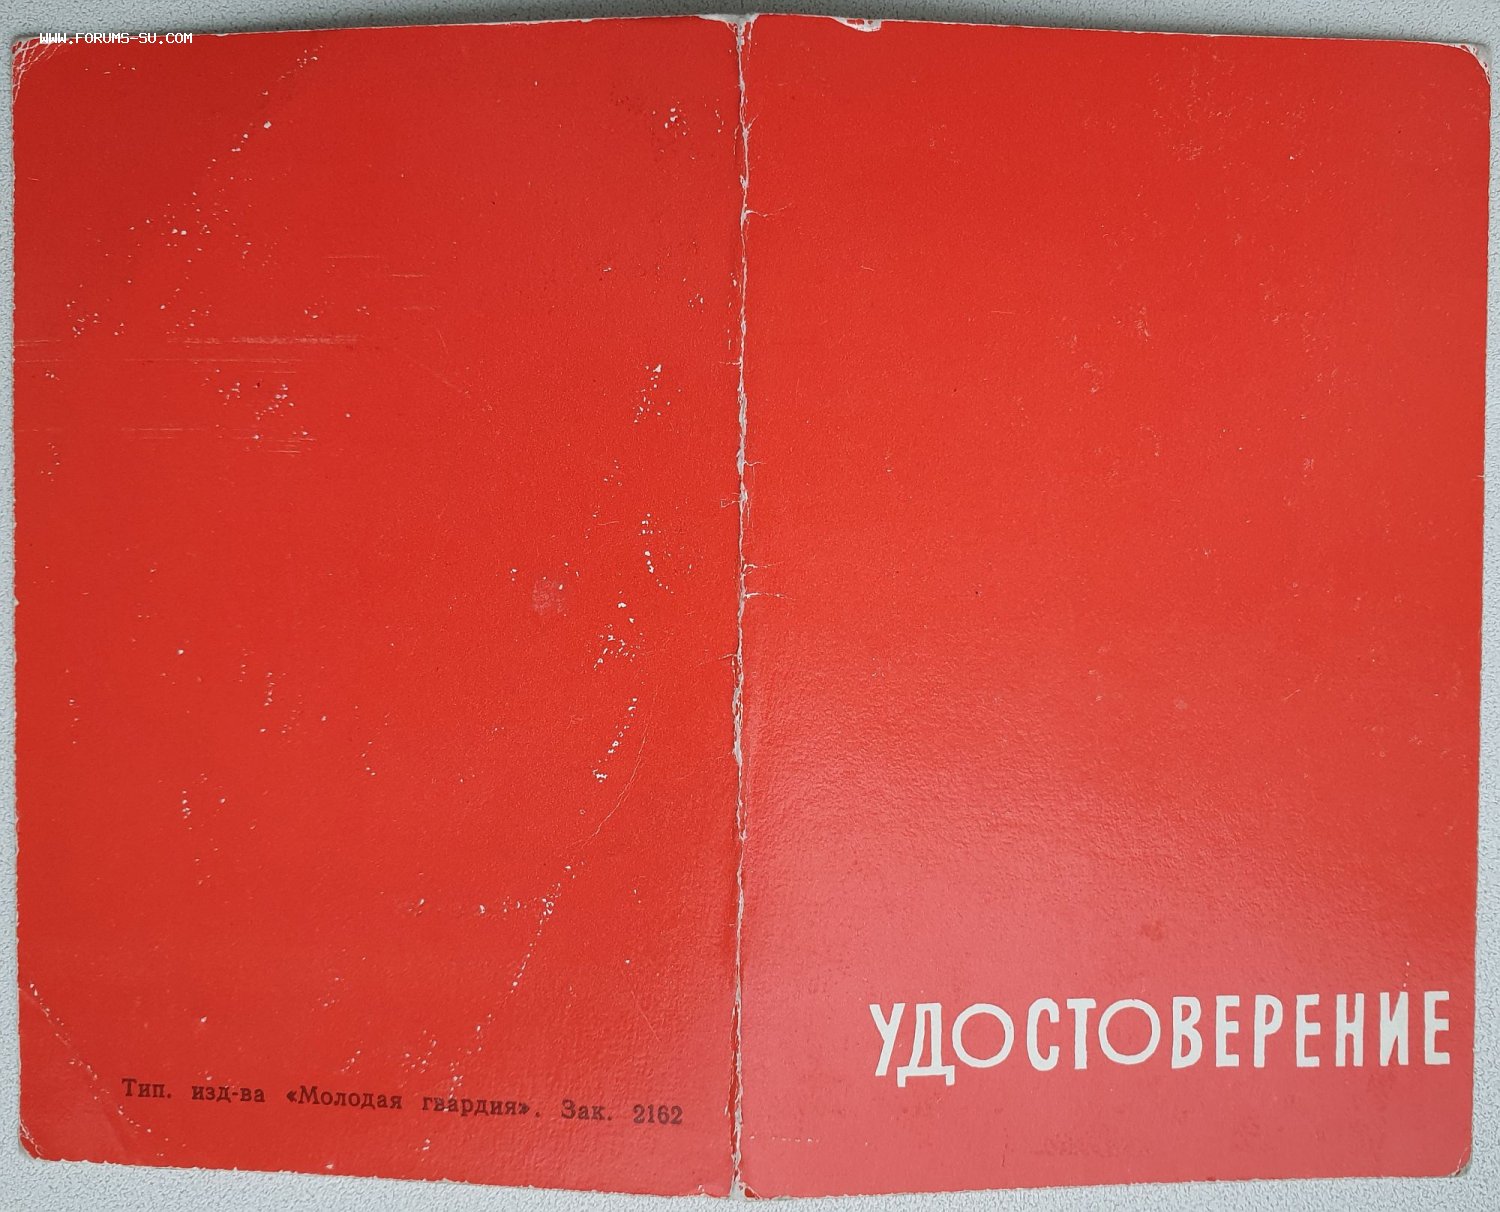 WWW.FORUMS-SU.COM
УДОСТОВЕРЕНИЕ
Тип. изд-ва «Молодая гвардия». Зак. 2162